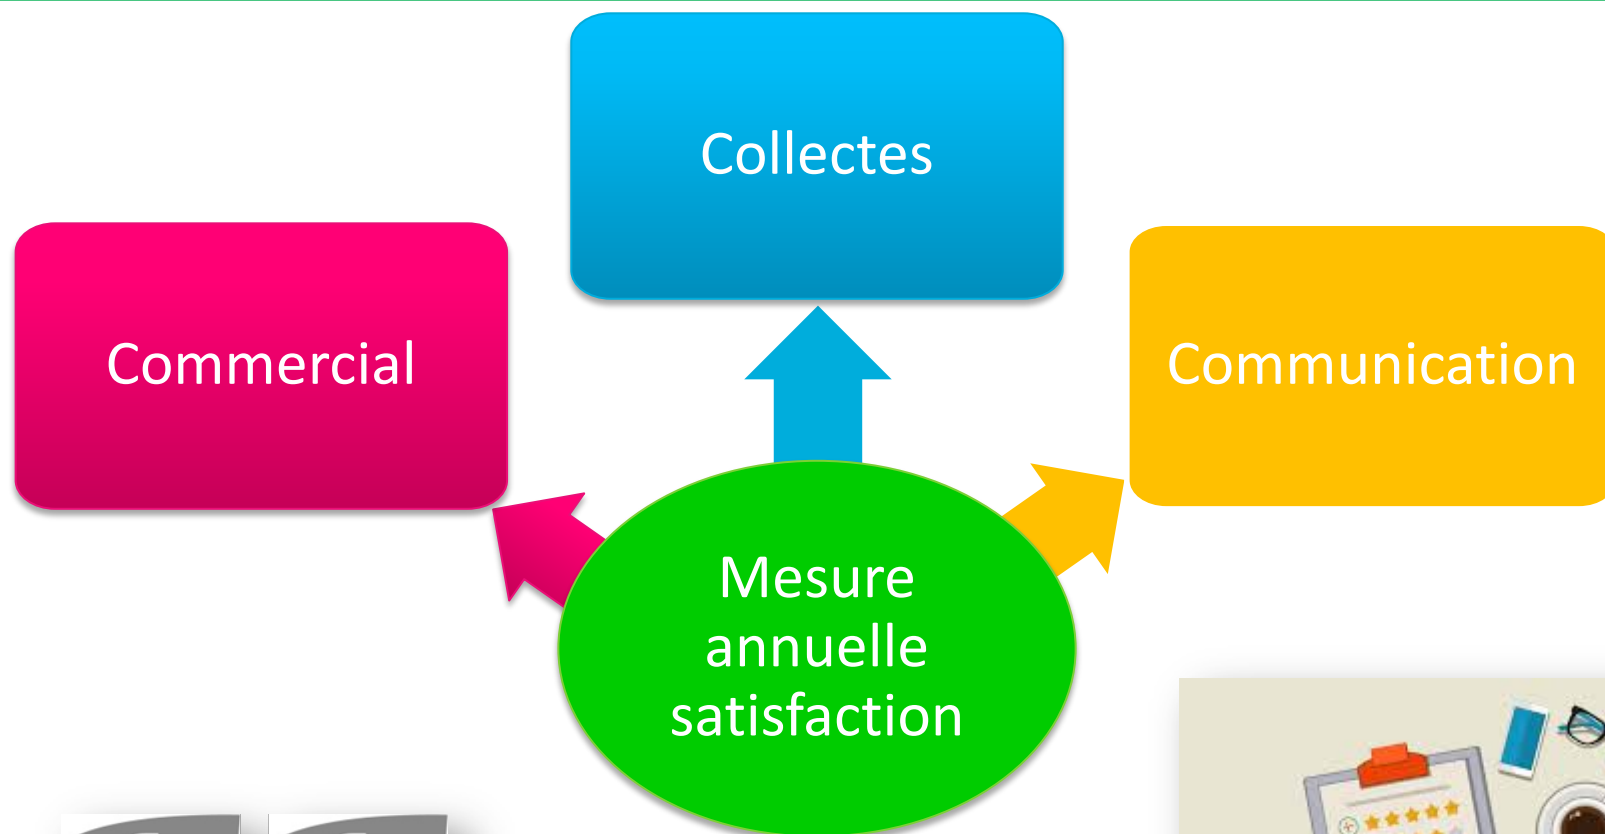 Collectes
Commercial
Communication
Mesure
annuelle
satisfaction